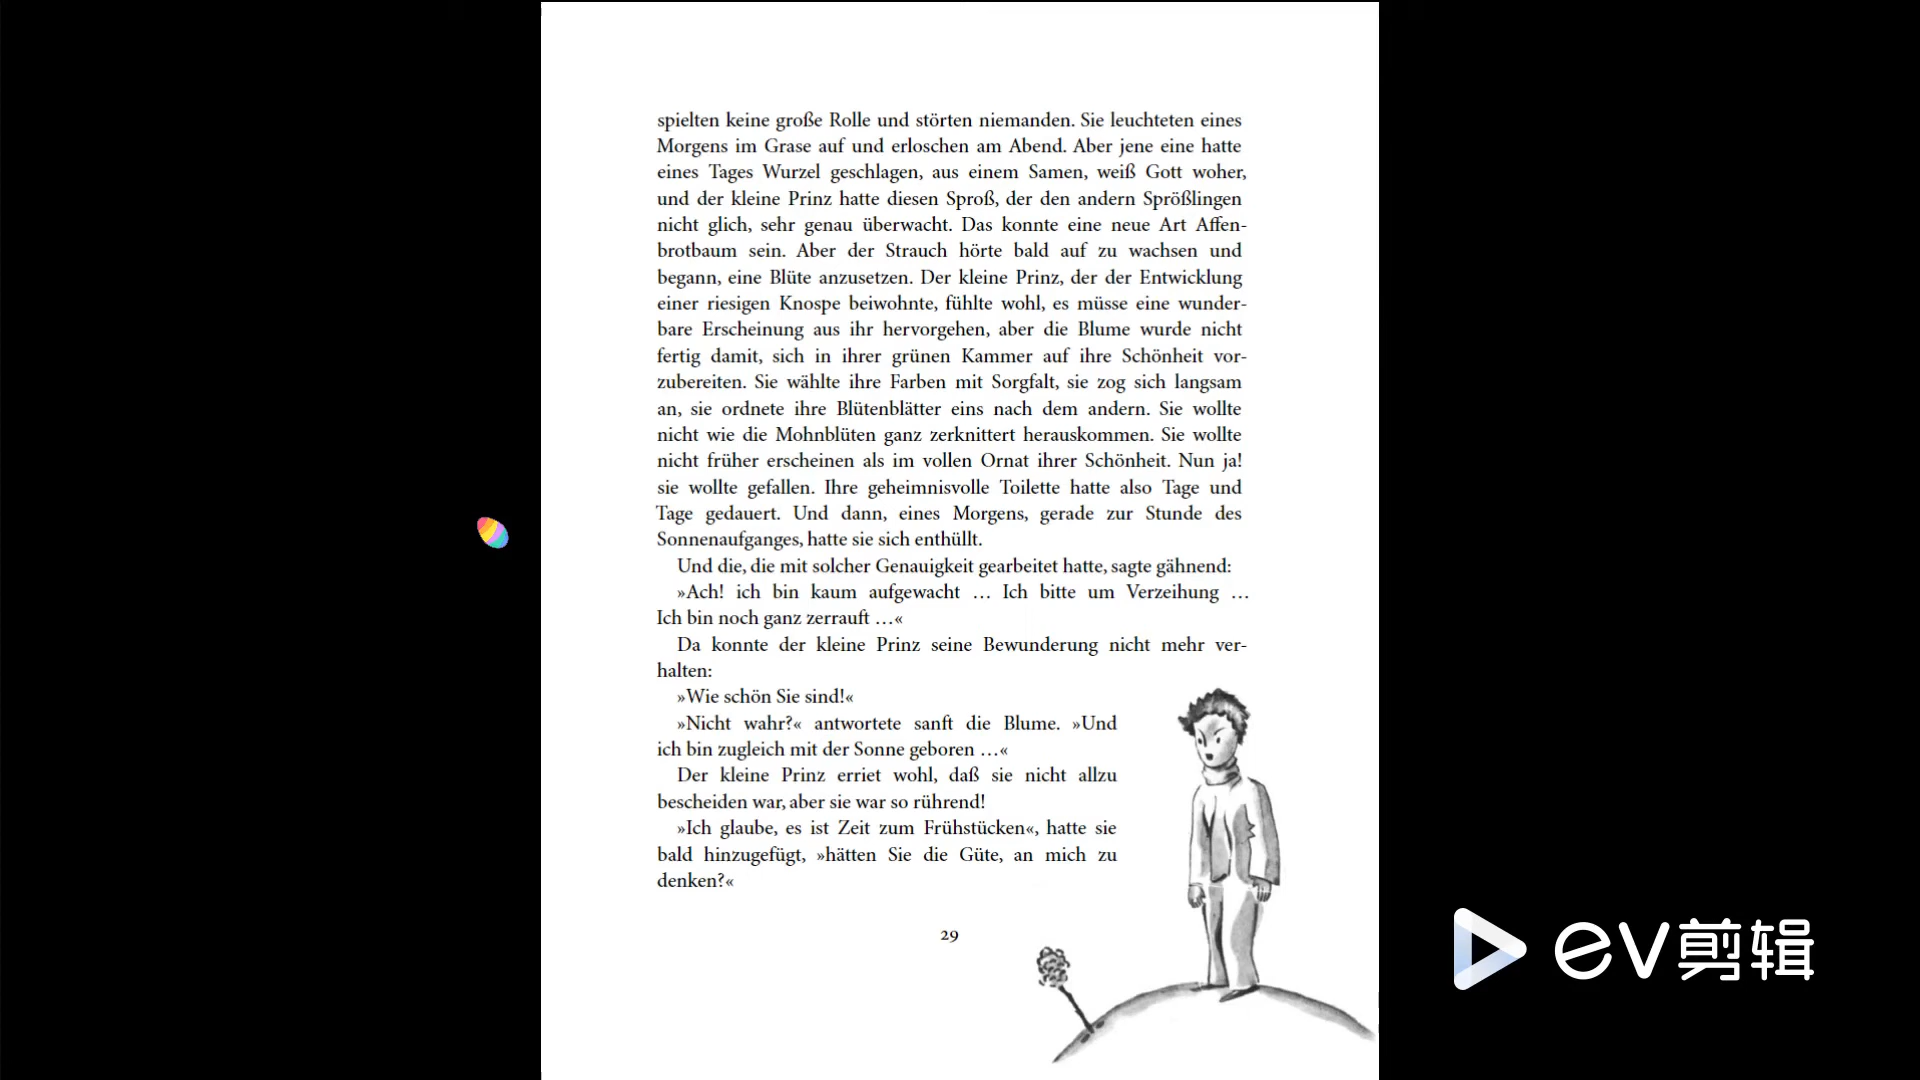 spielten keine große Rolle und störten niemanden. Sie leuchteten eines
Morgens im Grase auf und erloschen am Abend. Aber jene eine hatte
eines Tages Wurzel geschlagen, aus einem Samen, weiß Gott woher,
und der kleine Prinz hatte diesen Sproß, der den andern Sprößlingen
nicht glich, sehr genau überwacht. Das konnte eine neue Art Affen-
brotbaum sein. Aber der Strauch hörte bald auf zu wachsen und
begann, eine Blüte anzusetzen. Der kleine Prinz, der der Entwicklung
einer riesigen Knospe beiwohnte, fühlte wohl, es müsse eine wunder-
bare Erscheinung aus ihr hervorgehen, aber die Blume wurde nicht
fertig damit, sich in ihrer grünen Kammer auf ihre Schönheit vor-
zubereiten. Sie wählte ihre Farben mit Sorgfalt, sie zog sich langsam
an, sie ordnete ihre Blütenblätter eins nach dem andern. Sie wollte
nicht wie die Mohnblüten ganz zerknittert herauskommen. Sie wollte
nicht früher erscheinen als im vollen Ornat ihrer Schönheit. Nun ja!
sie wollte gefallen. Ihre geheimnisvolle Toilette hatte also Tage und
Tage gedauert. Und dann, eines Morgens, gerade zur Stunde des
Sonnenaufganges, hatte sie sich enthüllt.
Und die, die mit solcher Genauigkeit gearbeitet hatte, sagte gähnend:
»Ach! ich bin kaum aufgewacht … Ich bitte um Verzeihung …
Ich bin noch ganz zerrauft …«
Da konnte der kleine Prinz seine Bewunderung nicht mehr ver-
halten:
»Wie schön Sie sind!«
»Nicht wahr?« antwortete sanft die Blume. »Und
ich bin zugleich mit der Sonne geboren …«
Der kleine Prinz erriet wohl, daß sie nicht allzu
bescheiden war, aber sie war so rührend!
»Ich glaube, es ist Zeit zum Frühstücken«, hatte sie
bald hinzugefügt, »hätten Sie die Güte, an mich zu
denken?«
29
eV剪辑